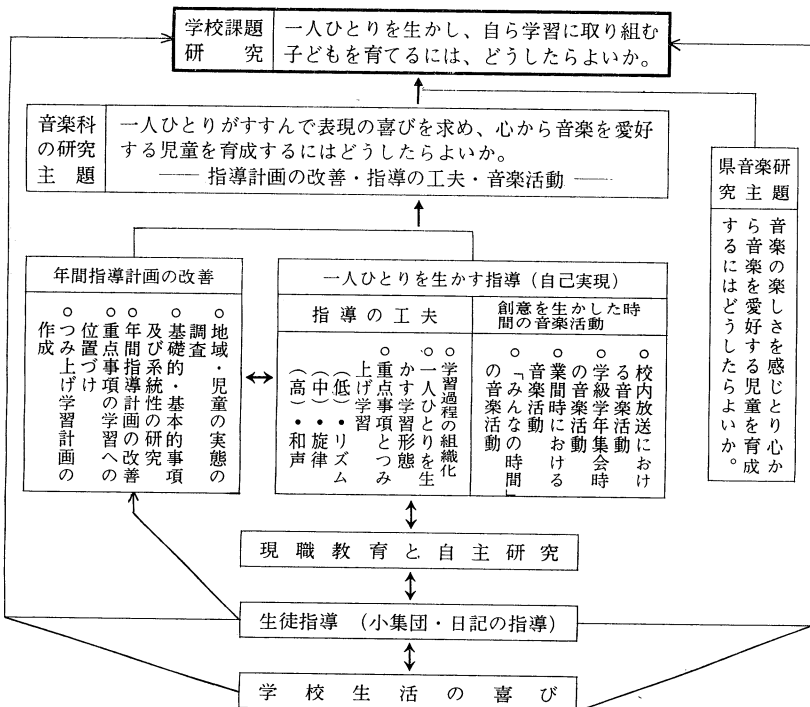 学校課題
研究
一人ひとりを生かし、自ら学習に取り組む
子どもを育てるには、どうしたらよいか。
音楽科
の研究
主題
一人ひとりがすすんで表現の喜びを求め、心から音楽を愛好
する児童を育成するにはどうしたらよいか。
── 指導計画の改善・指導の工夫・音楽活動 ──
県音楽研
究主題
音楽の楽しさを感じとり心か
ら音楽を愛好する児童を育成
するにはどうしたらよいか。
年間指導計画の改善
○地域・児童の実態の
調査
○基礎的・基本的事項
及び系統性の研究
○年間指導計画の改善
○重点事項の学習への
位置づけ
○つみ上げ学習計画の
作成
一人ひとりを生かす指導(自己実現)
指導の工夫
○学習過程の組織化
○一人ひとりを生
かす学習形態
○重点事項とつみ
上げ学習
(低)・リズム
(中)・旋律
(高)・和声
創意を生かした時
間の音楽活動
○校内放送におけ
る音楽活動
○学級学年集会時
の音楽活動
○業間時における
音楽活動
○「みんなの時間」
の音楽活動
現職教育と自主研究
生徒指導 (小集団・日記の指導)
学校生活の喜び